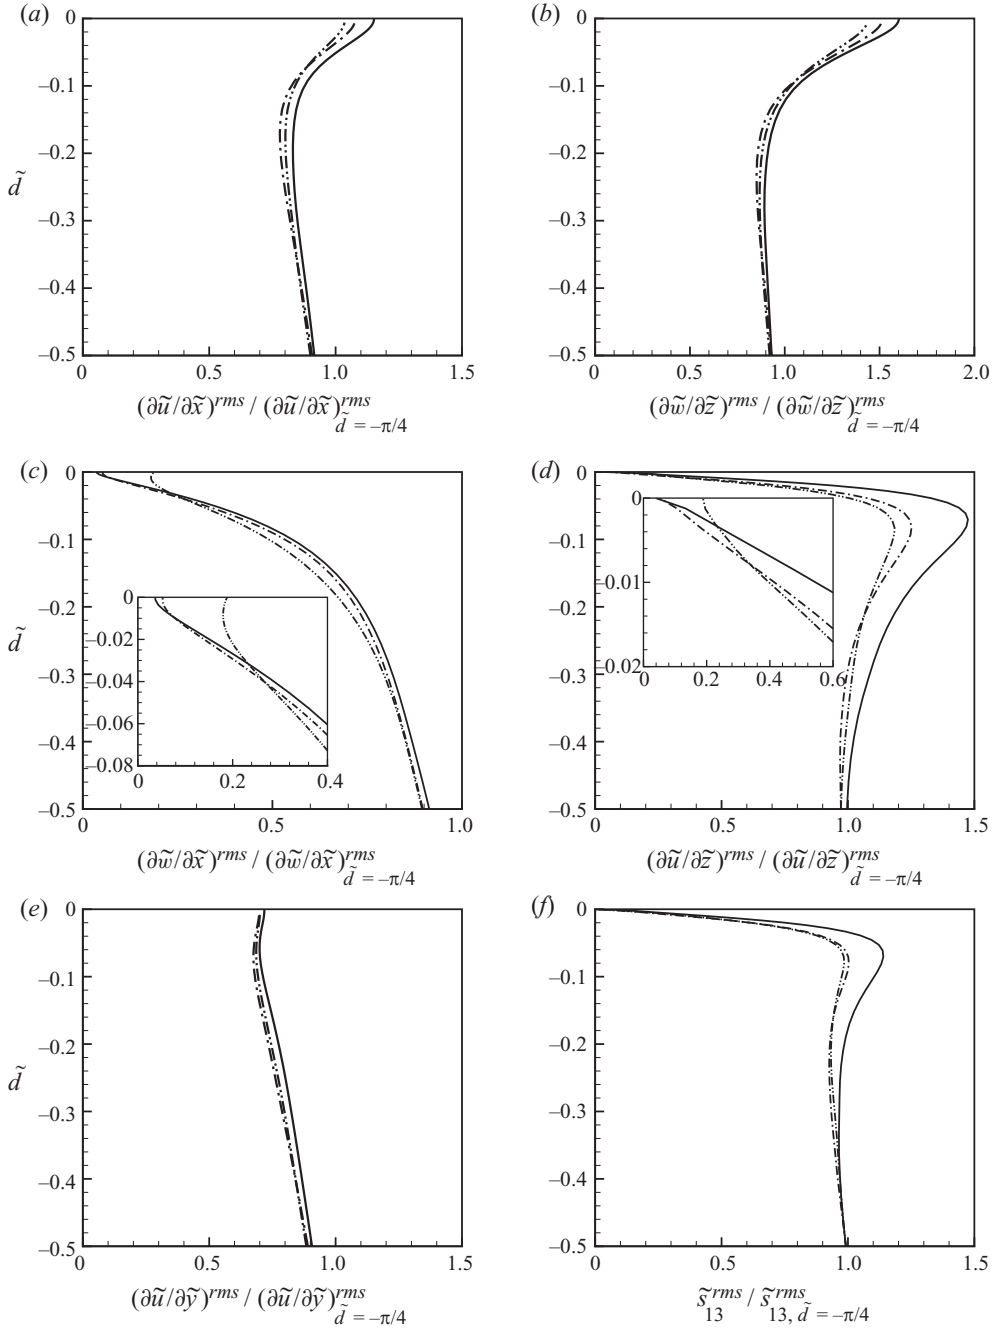 (a)
0
–0.1
–0.2
d̃
–0.3
–0.4
–0.5
0 0.5 1.0 1.5
(∂ũ/∂x̃)^rms / (∂ũ/∂x̃)^rms_d̃ = –π/4
(b)
0
–0.1
–0.2
–0.3
–0.4
–0.5
0 0.5 1.0 1.5 2.0
(∂w̃/∂z̃)^rms / (∂w̃/∂z̃)^rms_d̃ = –π/4
(c)
0
–0.1
–0.2
d̃
–0.3
–0.4
–0.5
0 0.5 1.0
0
–0.02
–0.04
–0.06
–0.08
0 0.2 0.4
(∂w̃/∂x̃)^rms / (∂w̃/∂x̃)^rms_d̃ = –π/4
(d)
0
–0.1
–0.2
–0.3
–0.4
–0.5
0 0.5 1.0 1.5
0
–0.01
–0.02
0 0.2 0.4 0.6
(∂ũ/∂z̃)^rms / (∂ũ/∂z̃)^rms_d̃ = –π/4
(e)
0
–0.1
–0.2
d̃
–0.3
–0.4
–0.5
0 0.5 1.0 1.5
(∂ũ/∂ỹ)^rms / (∂ũ/∂ỹ)^rms_d̃ = –π/4
(f)
0
–0.1
–0.2
–0.3
–0.4
–0.5
0 0.5 1.0 1.5
s̃^rms_13 / s̃^rms_13, d̃ = –π/4